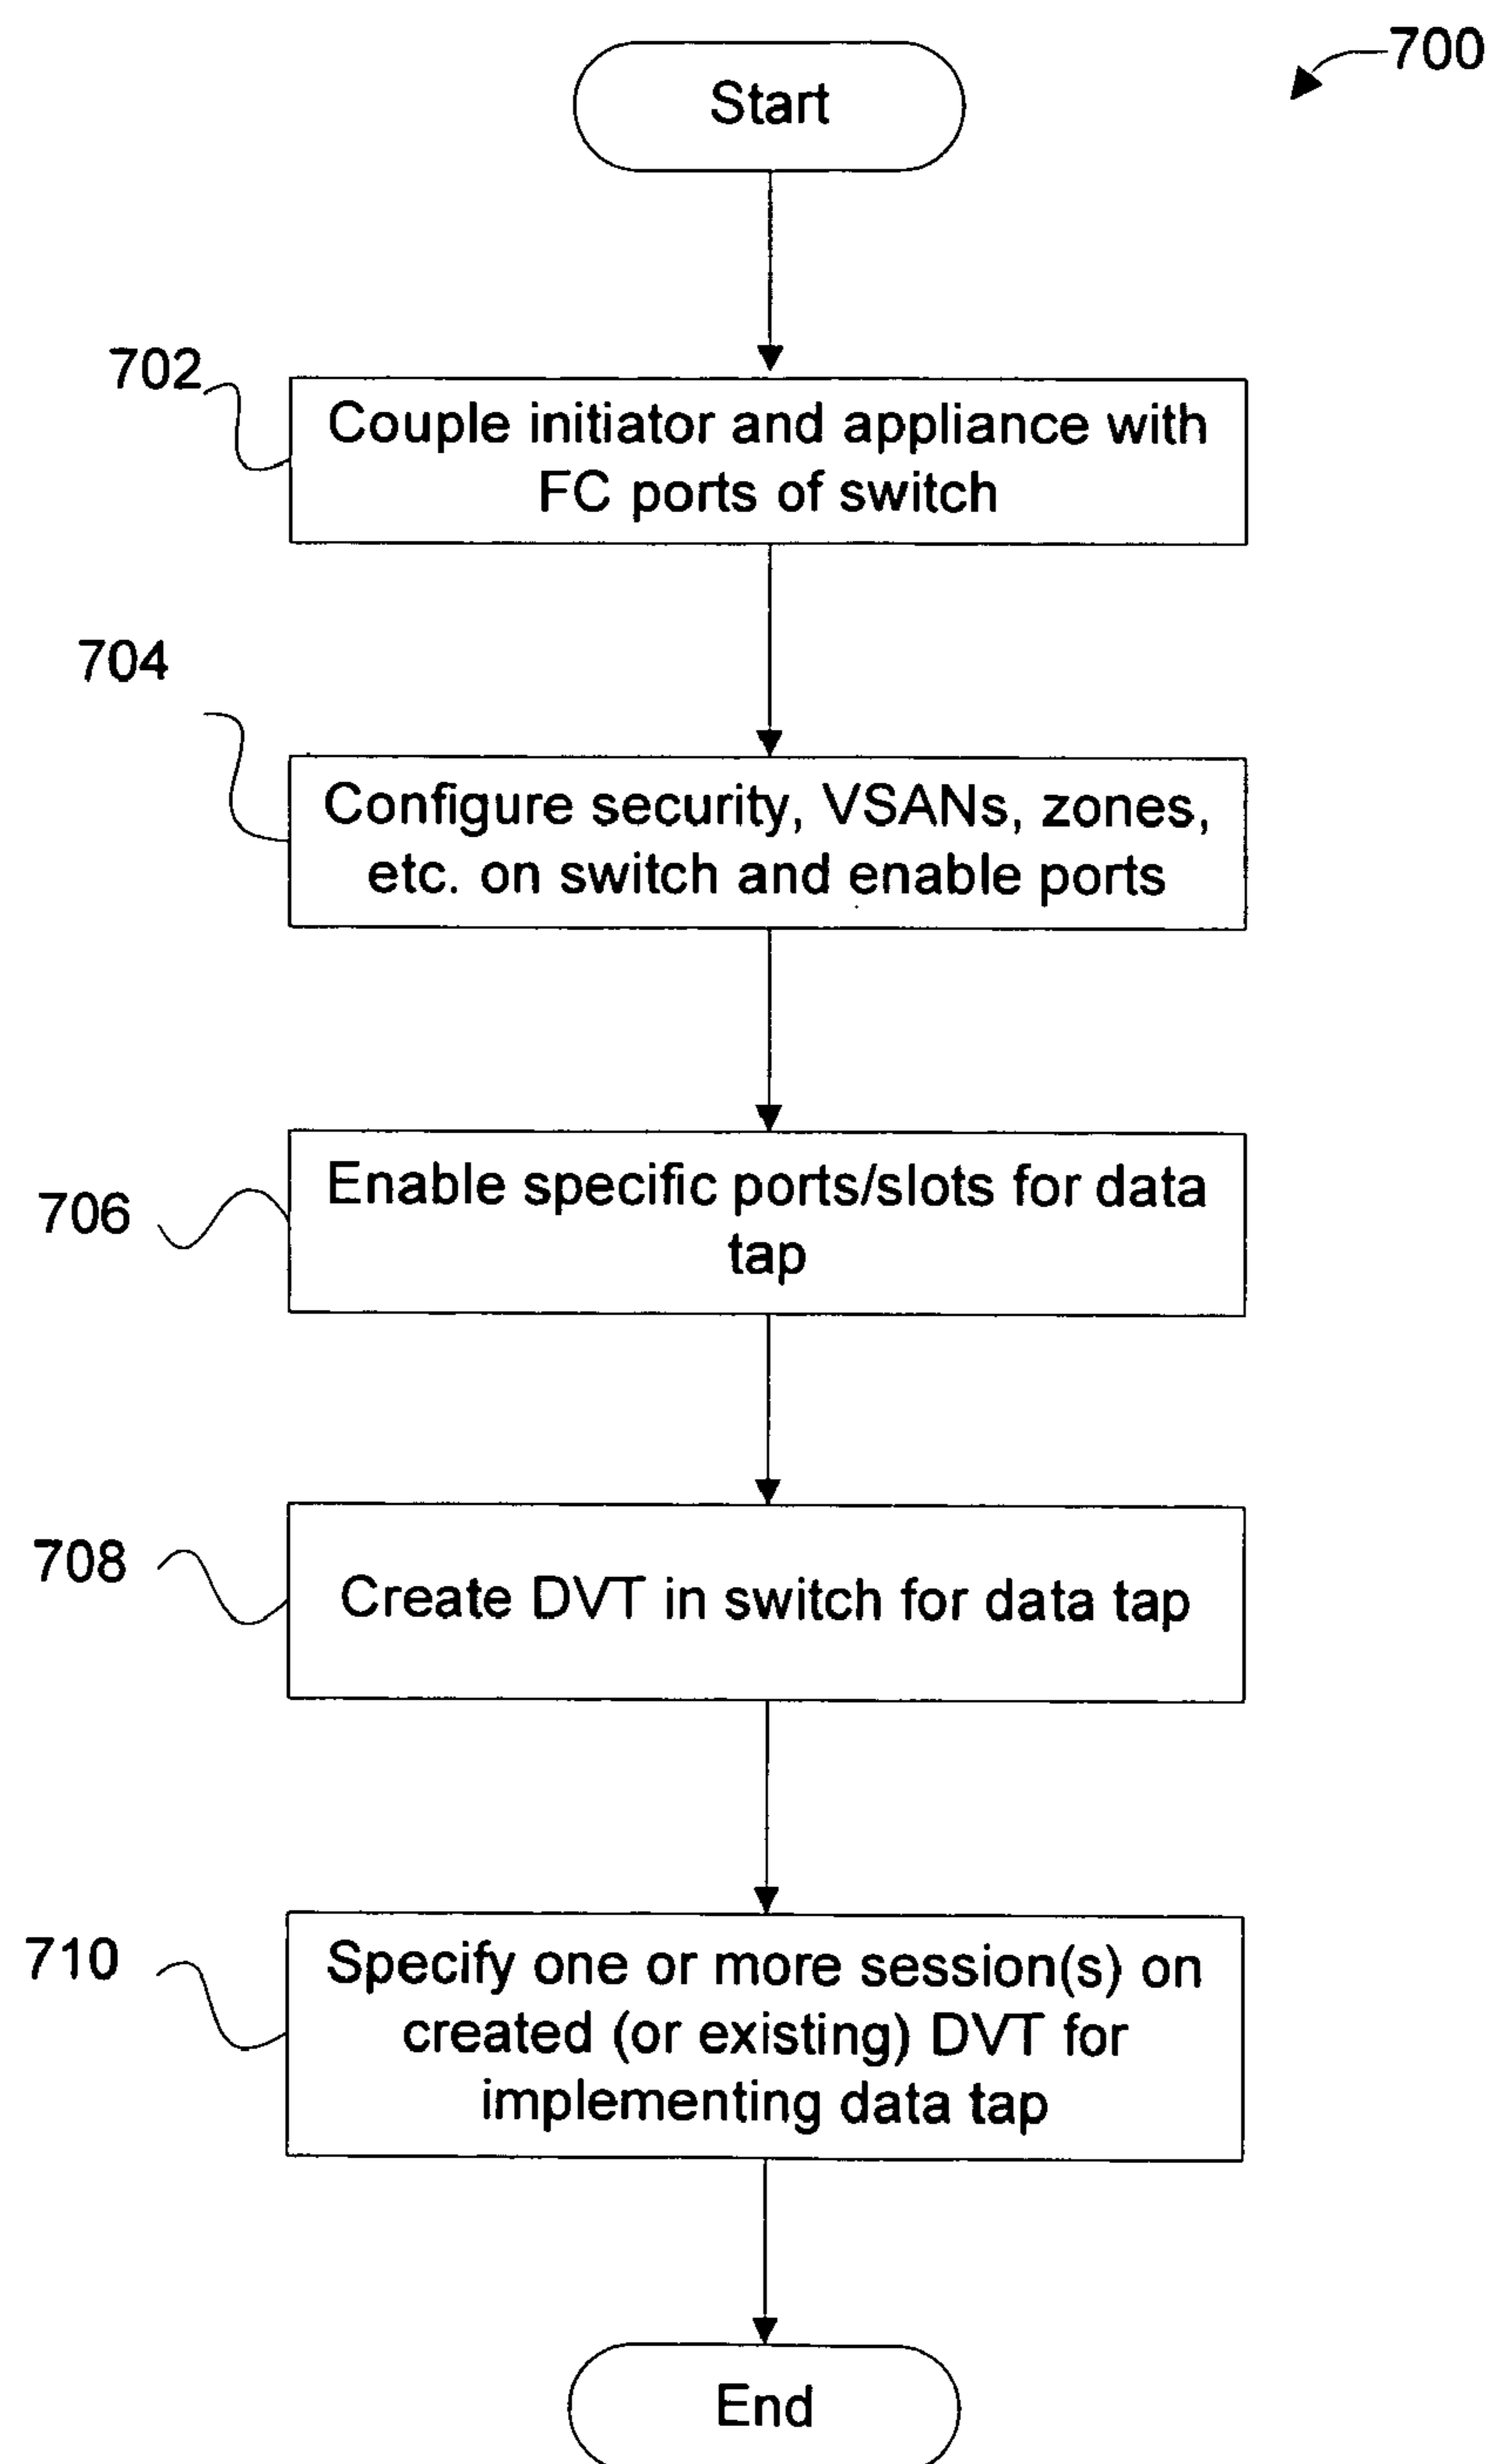 700
Start
702
Couple initiator and appliance with
FC ports of switch
704
Configure security, VSANs, zones,
etc. on switch and enable ports
706
Enable specific ports/slots for data
tap
708
Create DVT in switch for data tap
710
Specify one or more session(s) on
created (or existing) DVT for
implementing data tap
End